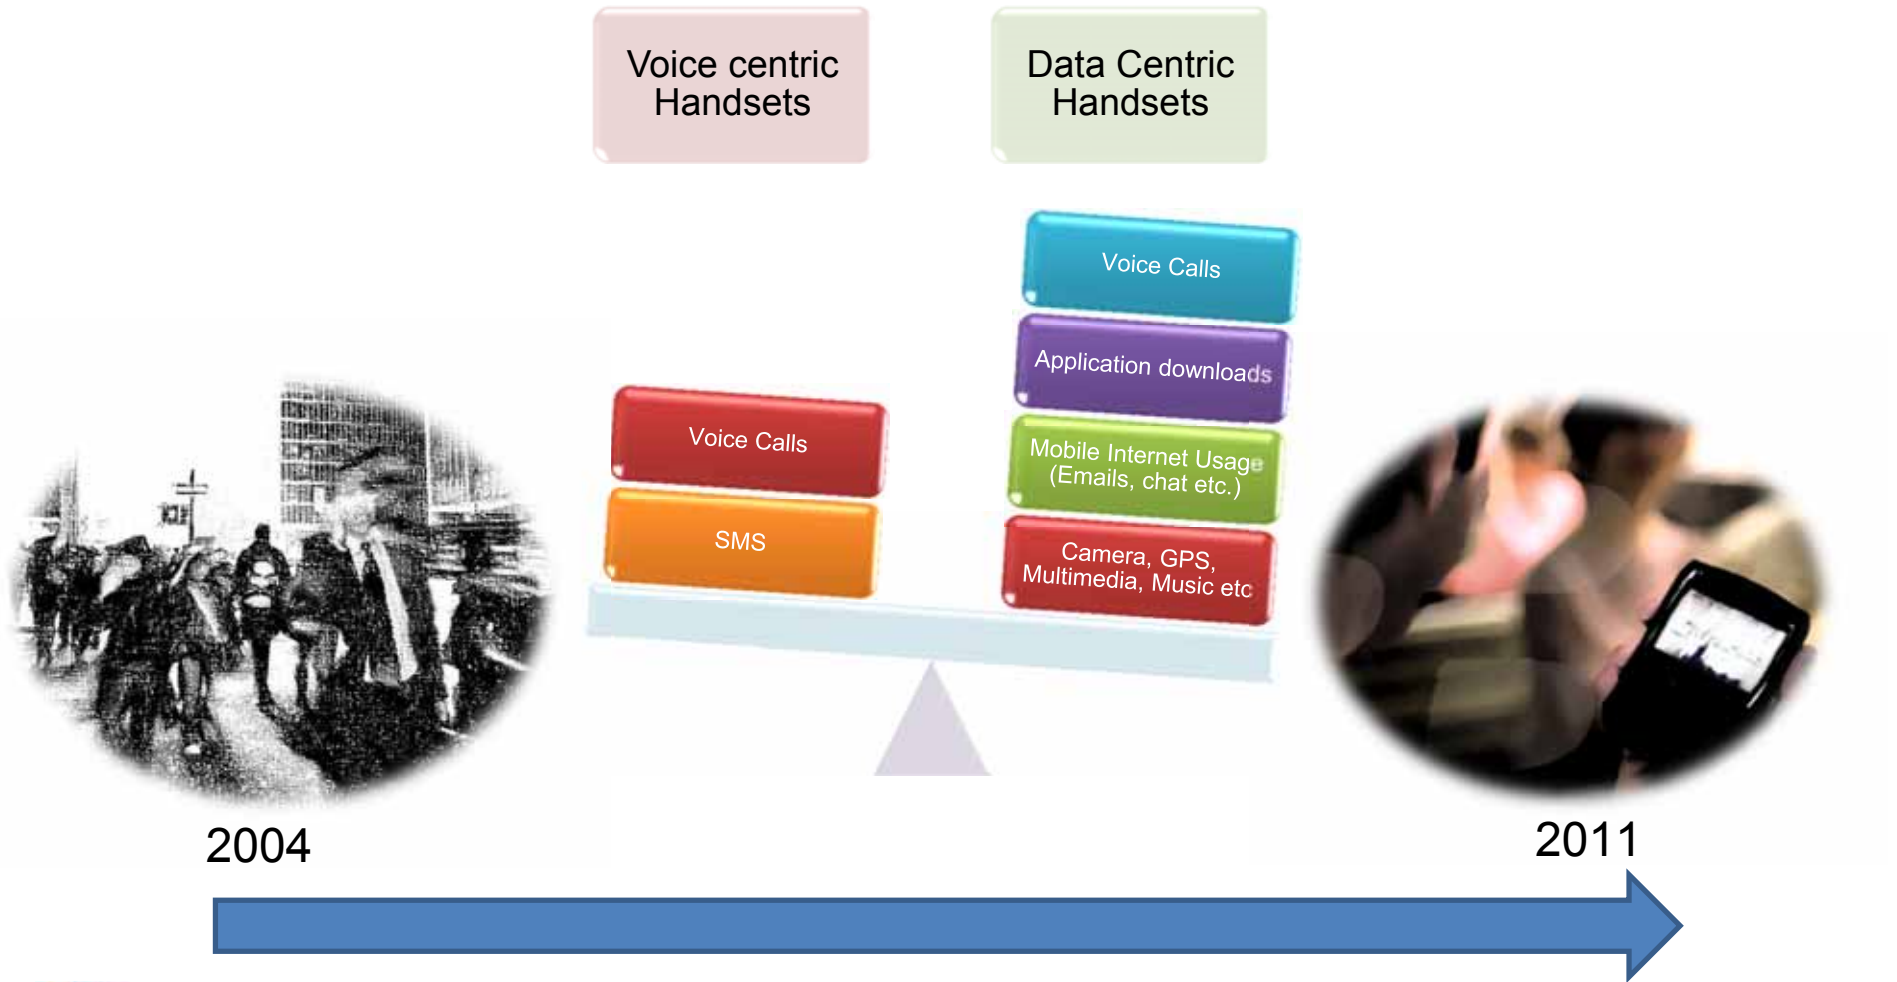 Voice centric
Handsets
Data Centric
Handsets
Voice Calls
SMS
Voice Calls
Application downloads
Mobile Internet Usage
(Emails, chat etc.)
Camera, GPS,
Multimedia, Music etc
2004
2011